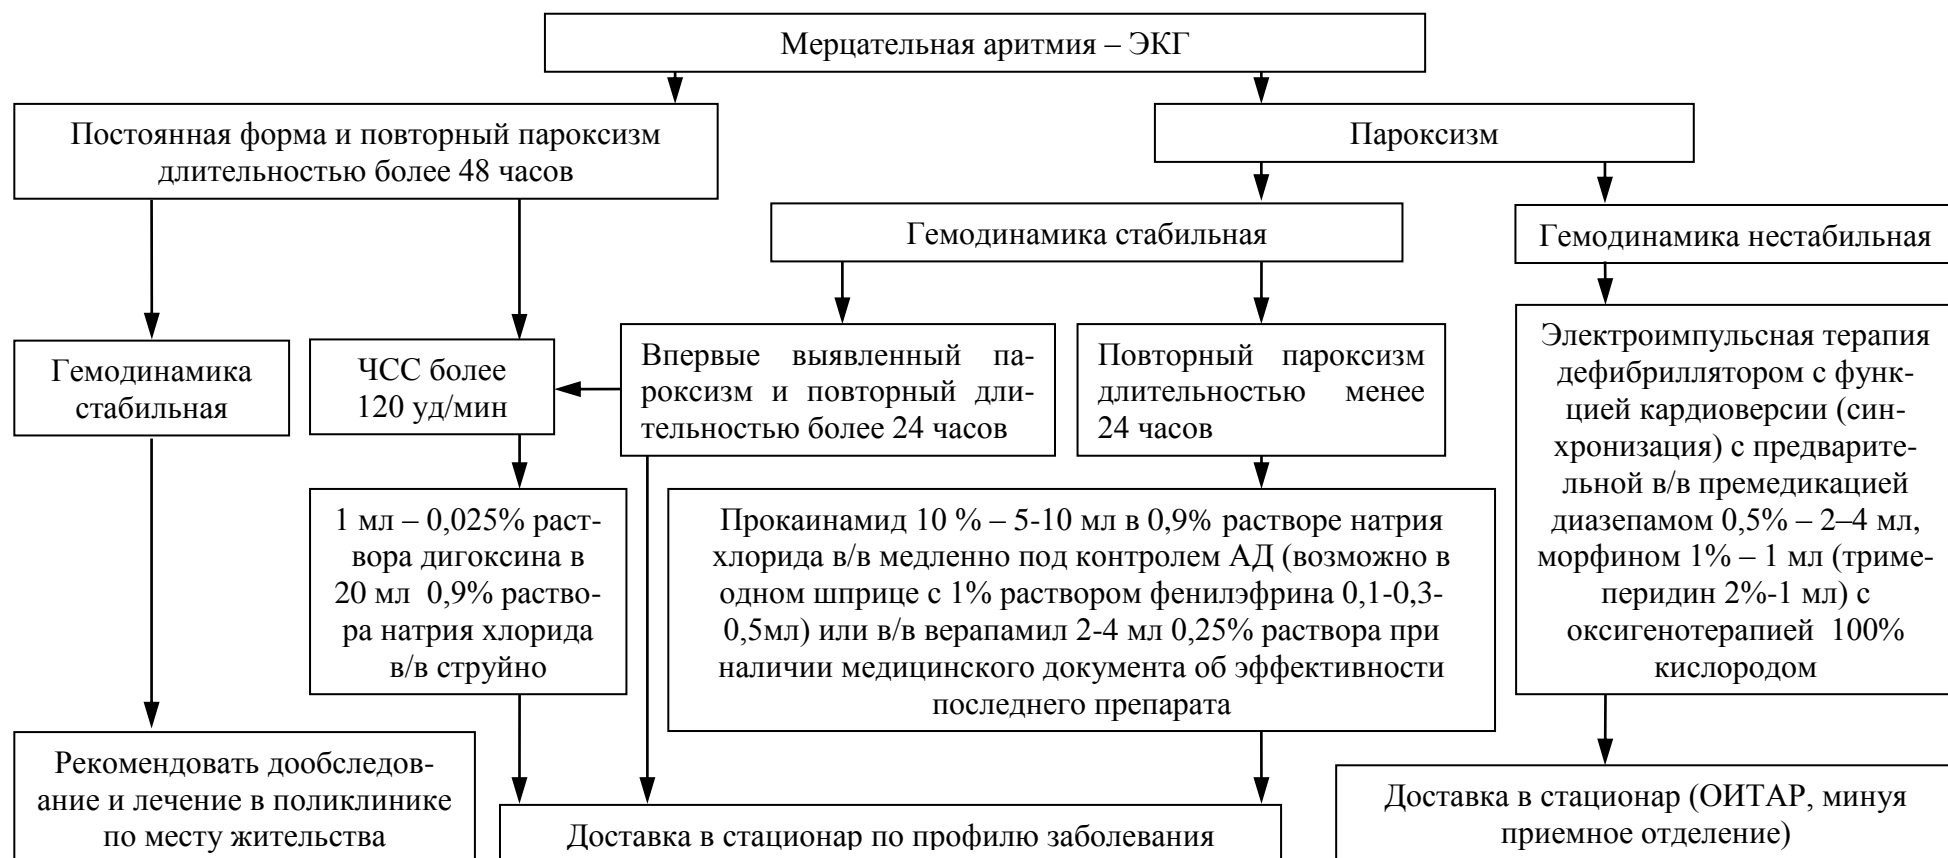 Мерцательная аритмия – ЭКГ
Постоянная форма и повторный пароксизм
длительностью более 48 часов
Пароксизм
Гемодинамика стабильная
Гемодинамика нестабильная
Гемодинамика
стабильная
ЧСС более
120 уд/мин
Впервые выявленный па-
роксизм и повторный дли-
тельностью более 24 часов
Повторный пароксизм
длительностью менее
24 часов
Электроимпульсная терапия
дефибриллятором с функ-
цией кардиоверсии (син-
хронизация) с предварите-
льной в/в премедикацией
диазепамом 0,5% – 2–4 мл,
морфином 1% – 1 мл (триме-
перидин 2%-1 мл) с
оксигенотерапией 100%
кислородом
1 мл – 0,025% раст-
вора дигоксина в
20 мл 0,9% раство-
ра натрия хлорида
в/в струйно
Прокаинамид 10 % – 5-10 мл в 0,9% растворе натрия
хлорида в/в медленно под контролем АД (возможно в
одном шприце с 1% раствором фенилэфрина 0,1-0,3-
0,5мл) или в/в верапамил 2-4 мл 0,25% раствора при
наличии медицинского документа об эффективности
последнего препарата
Рекомендовать дообследов-
ание и лечение в поликлинике
по месту жительства
Доставка в стационар по профилю заболевания
Доставка в стационар (ОИТАР, минуя
приемное отделение)